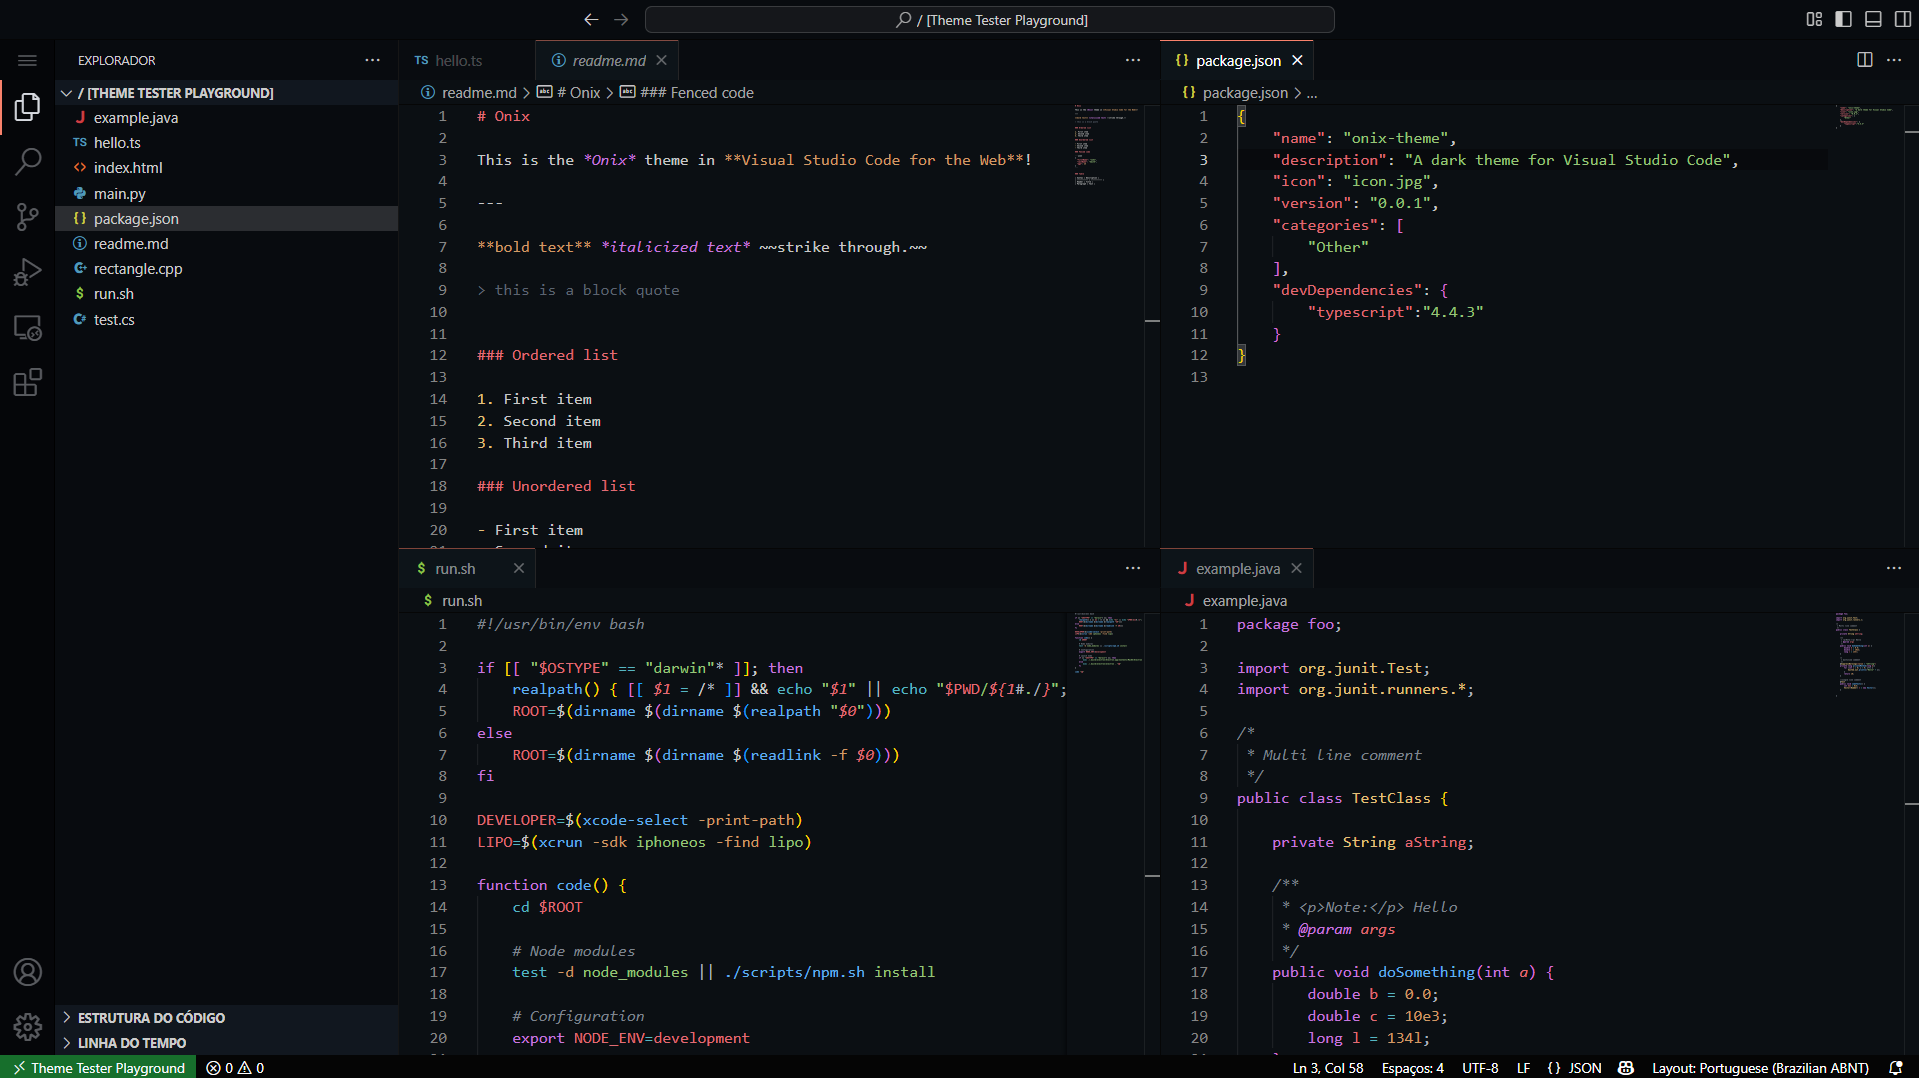 / [Theme Tester Playground]
EXPLORADOR
/ [THEME TESTER PLAYGROUND]
example.java
TS hello.ts
index.html
main.py
{} package.json
readme.md
rectangle.cpp
$ run.sh
test.cs
ESTRUTURA DO CÓDIGO
LINHA DO TEMPO
TS hello.ts
readme.md
readme.md > # Onix > ### Fenced code
1 # Onix
2
3 This is the *Onix* theme in **Visual Studio Code for the Web**!
4
5 ---
6
7 **bold text** *italicized text* ~~strike through.~~
8
9 > this is a block quote
10
11
12 ### Ordered list
13
14 1. First item
15 2. Second item
16 3. Third item
17
18 ### Unordered list
19
20 - First item
{} package.json
{} package.json > ...
1 {
2 "name": "onix-theme",
3 "description": "A dark theme for Visual Studio Code",
4 "icon": "icon.jpg",
5 "version": "0.0.1",
6 "categories": [
7 "Other"
8 ],
9 "devDependencies": {
10 "typescript":"4.4.3"
11 }
12 }
13
$ run.sh
$ run.sh
1 #!/usr/bin/env bash
2
3 if [[ "$OSTYPE" == "darwin"* ]]; then
4 realpath() { [[ $1 = /* ]] && echo "$1" || echo "$PWD/${1#./}";
5 ROOT=$(dirname $(dirname $(realpath "$0")))
6 else
7 ROOT=$(dirname $(dirname $(readlink -f $0)))
8 fi
9
10 DEVELOPER=$(xcode-select -print-path)
11 LIPO=$(xcrun -sdk iphoneos -find lipo)
12
13 function code() {
14 cd $ROOT
15
16 # Node modules
17 test -d node_modules || ./scripts/npm.sh install
18
19 # Configuration
20 export NODE_ENV=development
J example.java
J example.java
1 package foo;
2
3 import org.junit.Test;
4 import org.junit.runners.*;
5
6 /*
7 * Multi line comment
8 */
9 public class TestClass {
10
11 private String aString;
12
13 /**
14 * <p>Note:</p> Hello
15 * @param args
16 */
17 public void doSomething(int a) {
18 double b = 0.0;
19 double c = 10e3;
20 long l = 134l;
Theme Tester Playground
0 0
Ln 3, Col 58
Espaços: 4
UTF-8
LF
{} JSON
Layout: Portuguese (Brazilian ABNT)